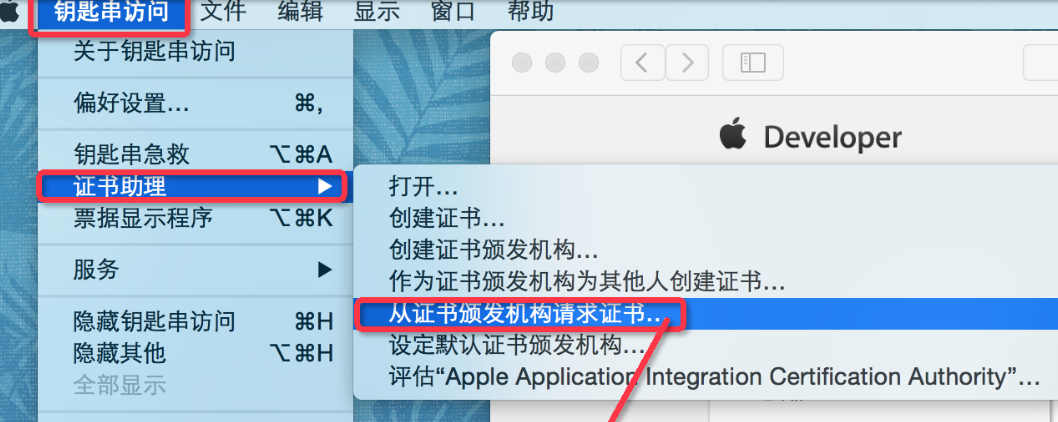 钥匙串访问 文件 编辑 显示 窗口 帮助
关于钥匙串访问
偏好设置... ⌘,
钥匙串急救 ⌥⌘A
证书助理 ▶
票据显示程序 ⌥⌘K
服务 ▶
隐藏钥匙串访问 ⌘H
隐藏其他 ⌥⌘H
全部显示
Developer
打开...
创建证书...
创建证书颁发机构...
作为证书颁发机构为其他人创建证书...
从证书颁发机构请求证书...
设定默认证书颁发机构...
评估“Apple Application Integration Certification Authority”...